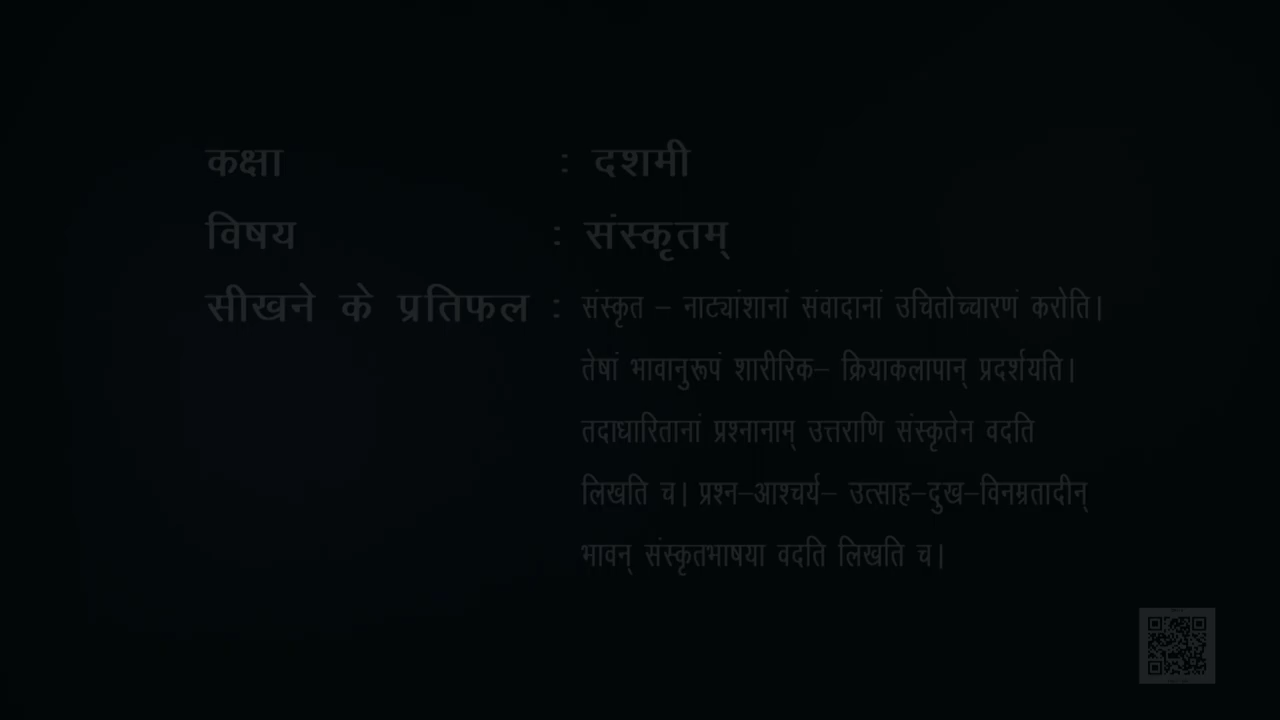 कक्षा : दशमी
विषय : संस्कृतम्
सीखने के प्रतिफल : संस्कृत – नाट्यांशानां संवादानां उचितोच्चारणं करोति।
तेषां भावानुरूपं शारीरिक– क्रियाकलापान् प्रदर्शयति।
तदाधारितानां प्रश्नानाम् उत्तराणि संस्कृतेन वदति
लिखति च। प्रश्न–आश्चर्य– उत्साह–दुख–विनम्रतादीन्
भावन् संस्कृतभाषया वदति लिखति च।